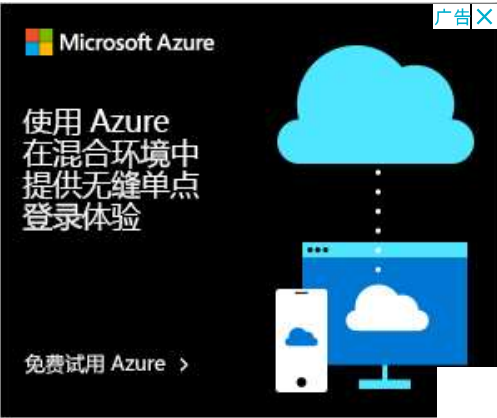 广告
Microsoft Azure
使用 Azure
在混合环境中
提供无缝单点
登录体验
免费试用 Azure